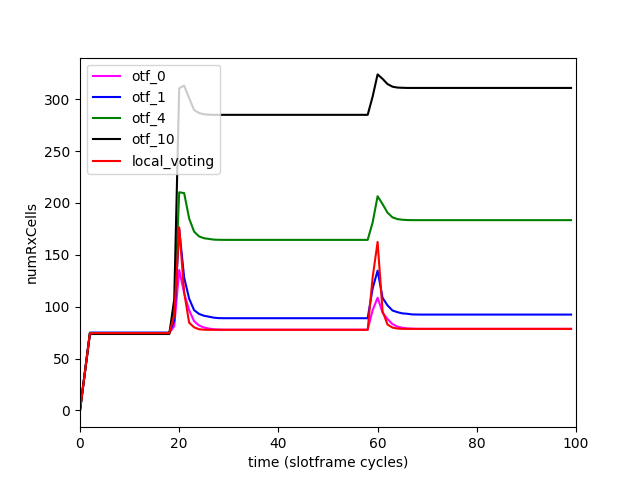 otf_0
otf_1
otf_4
otf_10
local_voting
300
250
200
150
100
50
0
numRxCells
0 20 40 60 80 100
time (slotframe cycles)